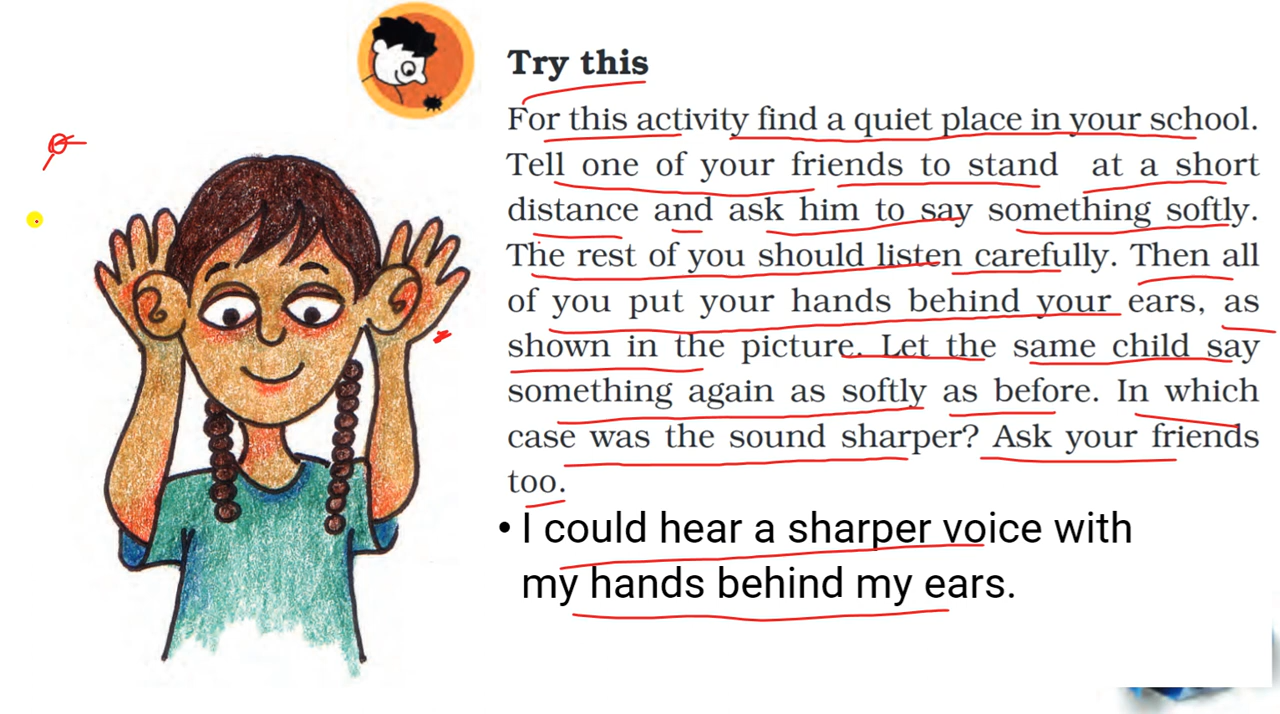 Try this
For this activity find a quiet place in your school.
Tell one of your friends to stand at a short
distance and ask him to say something softly.
The rest of you should listen carefully. Then all
of you put your hands behind your ears, as
shown in the picture. Let the same child say
something again as softly as before. In which
case was the sound sharper? Ask your friends
too.
• I could hear a sharper voice with
my hands behind my ears.